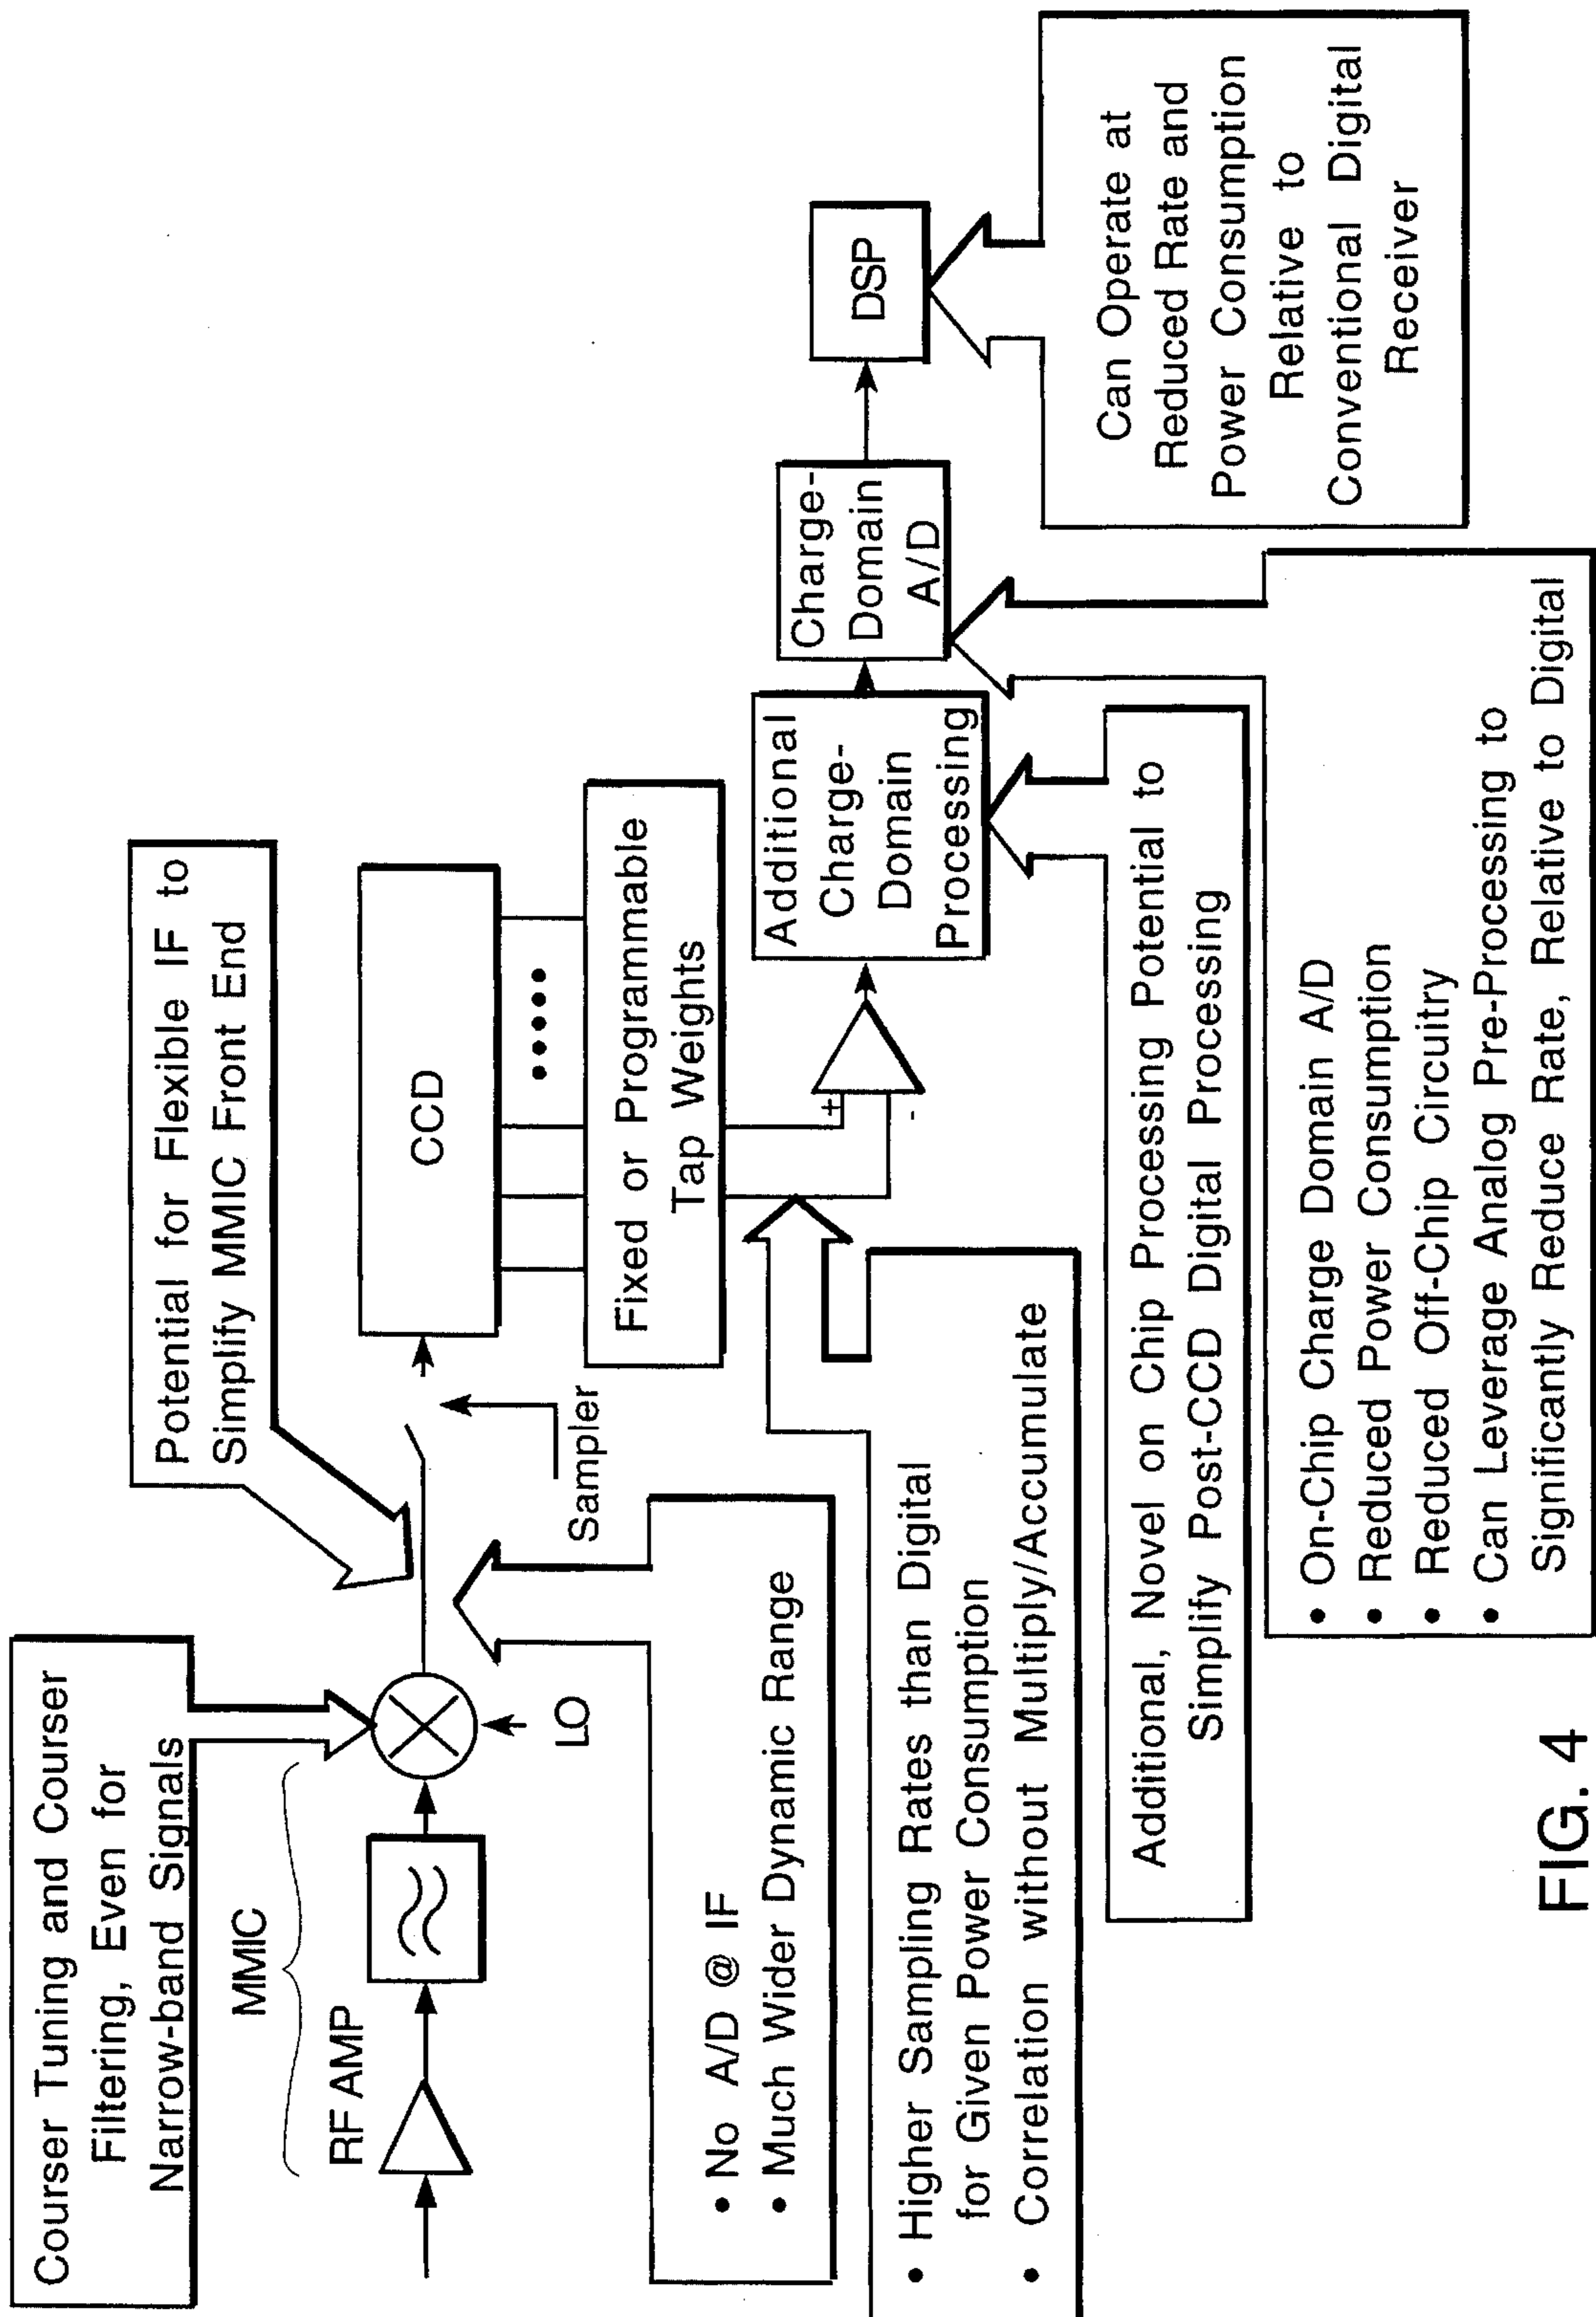 Courser Tuning and Courser
Filtering, Even for
Narrow-band Signals
Potential for Flexible IF to
Simplify MMIC Front End
MMIC
RF AMP
LO
Sampler
CCD
Fixed or Programmable
Tap Weights
+
-
Additional
Charge-
Domain
Processing
Charge-
Domain
A/D
DSP
• No A/D @ IF
• Much Wider Dynamic Range
• Higher Sampling Rates than Digital
for Given Power Consumption
• Correlation without Multiply/Accumulate
Additional, Novel on Chip Processing Potential to
Simplify Post-CCD Digital Processing
• On-Chip Charge Domain A/D
• Reduced Power Consumption
• Reduced Off-Chip Circuitry
• Can Leverage Analog Pre-Processing to
Significantly Reduce Rate, Relative to Digital
Can Operate at
Reduced Rate and
Power Consumption
Relative to
Conventional Digital
Receiver
FIG. 4